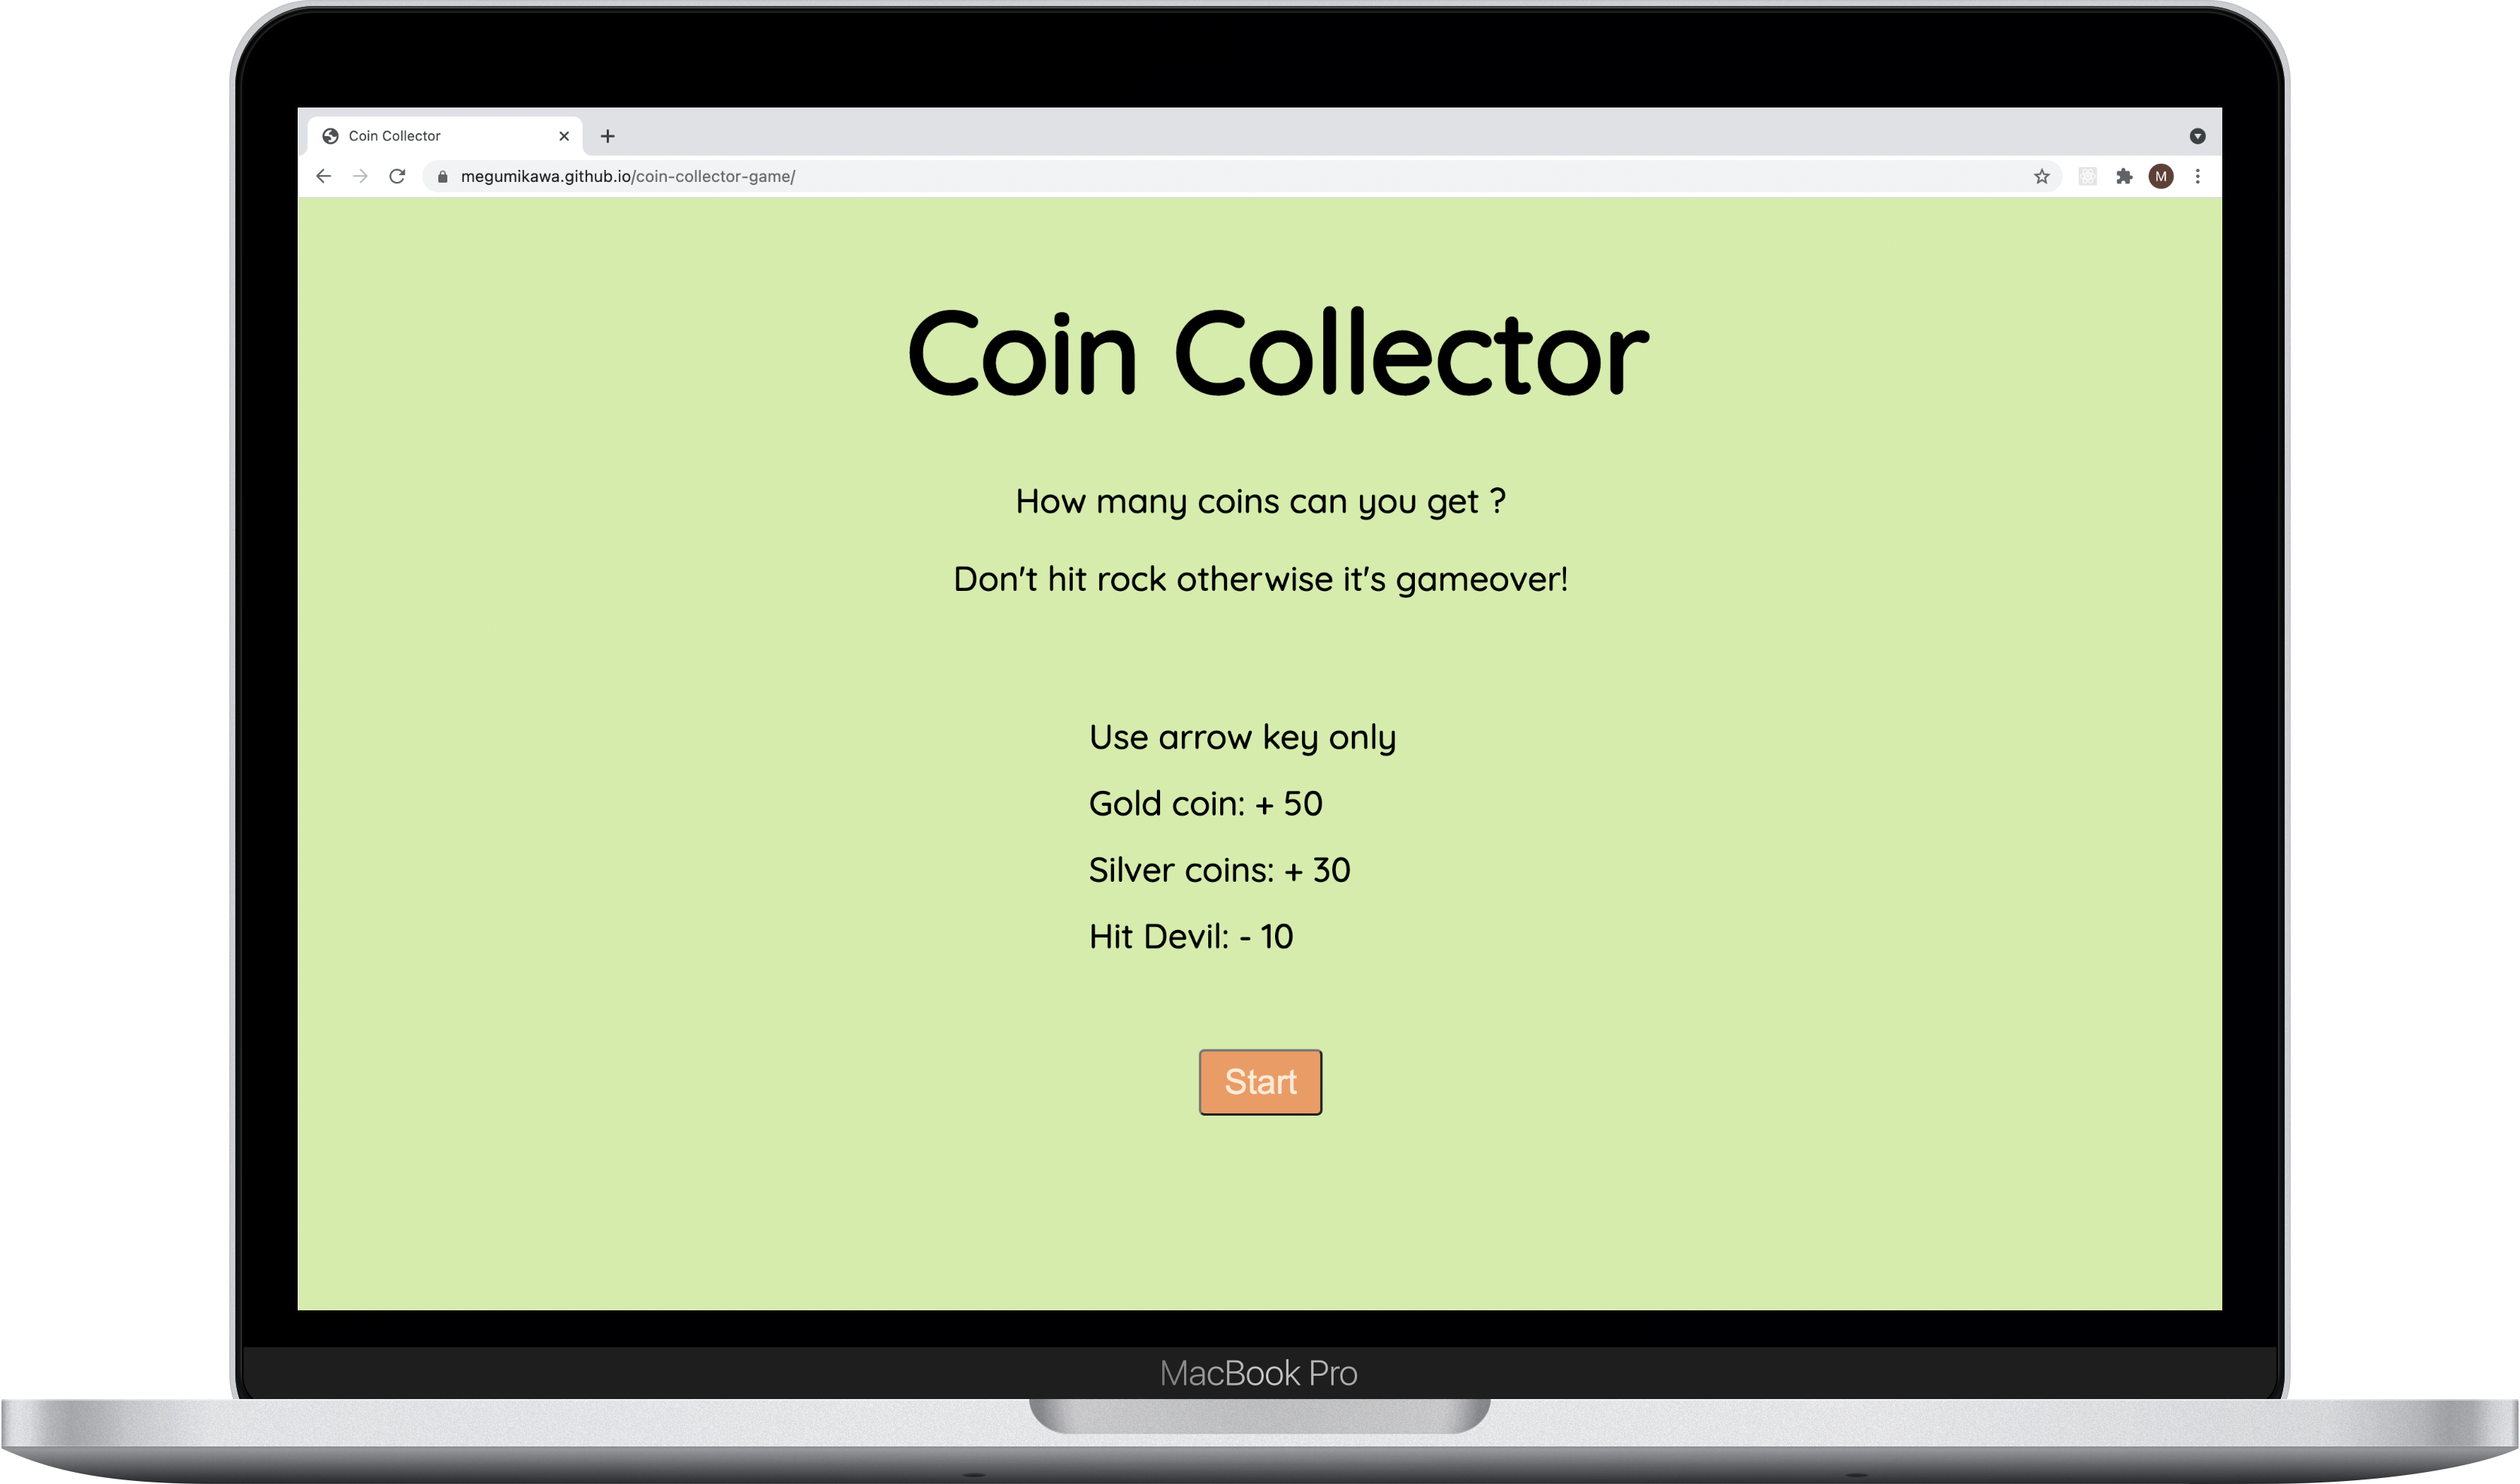 Coin Collector
megumikawa.github.io/coin-collector-game/
M
Coin Collector
How many coins can you get ?
Don't hit rock otherwise it's gameover!
Use arrow key only
Gold coin: + 50
Silver coins: + 30
Hit Devil: - 10
Start
MacBook Pro